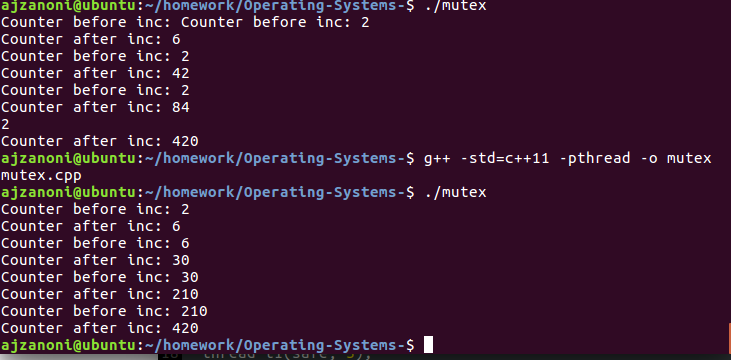 ajzanoni@ubuntu:~/homework/Operating-Systems-$ ./mutex
Counter before inc: Counter before inc: 2
Counter after inc: 6
Counter before inc: 2
Counter after inc: 42
Counter before inc: 2
Counter after inc: 84
2
Counter after inc: 420
ajzanoni@ubuntu:~/homework/Operating-Systems-$ g++ -std=c++11 -pthread -o mutex
mutex.cpp
ajzanoni@ubuntu:~/homework/Operating-Systems-$ ./mutex
Counter before inc: 2
Counter after inc: 6
Counter before inc: 6
Counter after inc: 30
Counter before inc: 30
Counter after inc: 210
Counter before inc: 210
Counter after inc: 420
ajzanoni@ubuntu:~/homework/Operating-Systems-$